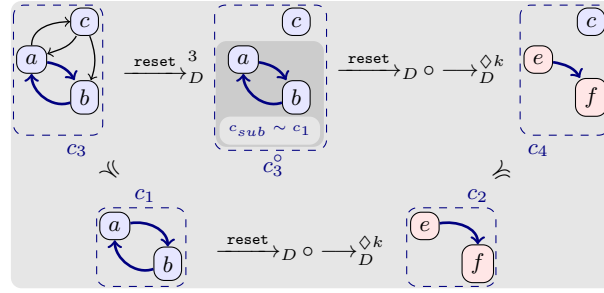 c
a
b
c₃
reset ⟶ ³ D
c
a
b
c_sub ∼ c₁
c₃°
reset ⟶ D ∘ ⟶ ◇k D
c
e
f
c₄
≼
≽
c₁
a
b
reset ⟶ D ∘ ⟶ ◇k D
c₂
e
f